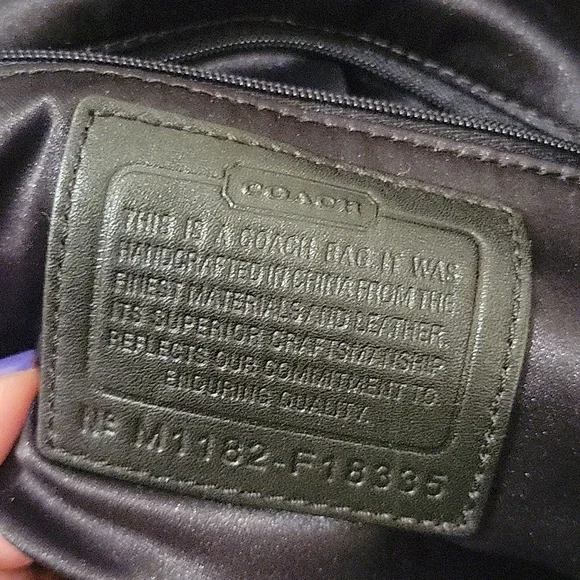 COACH
THIS IS A COACH BAG. IT WAS
HANDCRAFTED IN CHINA FROM THE
FINEST MATERIALS AND LEATHER.
ITS SUPERIOR CRAFTSMANSHIP
REFLECTS OUR COMMITMENT TO
ENDURING QUALITY.
Nº M1182-F18335